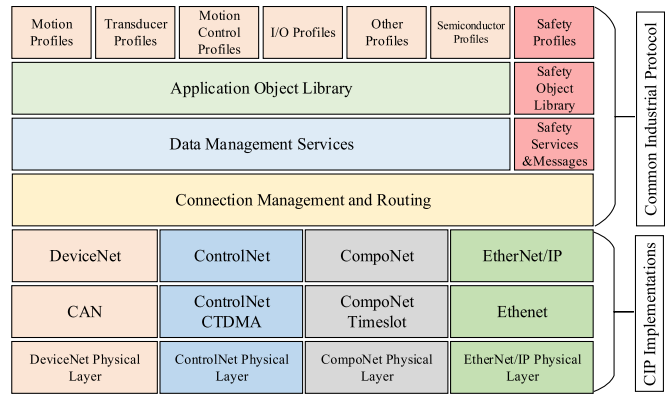 Motion
Profiles
Transducer
Profiles
Motion
Control
Profiles
I/O Profiles
Other
Profiles
Semiconductor
Profiles
Safety
Profiles
Application Object Library
Safety
Object
Library
Data Management Services
Safety
Services
&Messages
Connection Management and Routing
Common Industrial Protocol
DeviceNet
ControlNet
CompoNet
EtherNet/IP
CAN
ControlNet
CTDMA
CompoNet
Timeslot
Ethenet
DeviceNet Physical
Layer
ControlNet Physical
Layer
CompoNet Physical
Layer
EtherNet/IP Physical
Layer
CIP Implementations